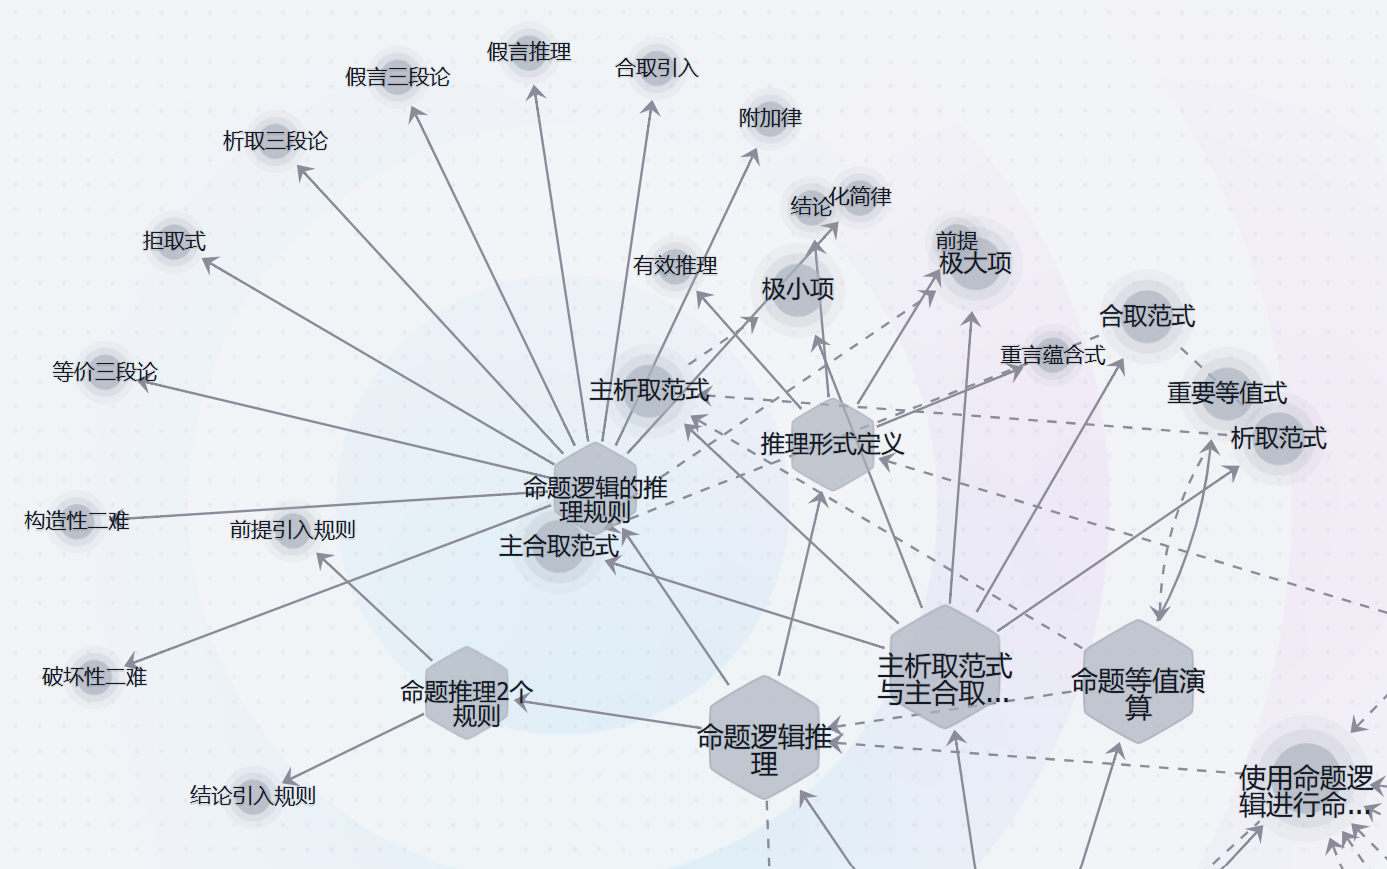 假言推理
合取引入
假言三段论
附加律
析取三段论
化简律
结论
拒取式
前提
极大项
有效推理
极小项
合取范式
重言蕴含式
等价三段论
主析取范式
重要等值式
析取范式
推理形式定义
命题逻辑的推
理规则
构造性二难
前提引入规则
主合取范式
破坏性二难
命题推理2个
规则
主析取范式
与主合取...
命题等值演
算
命题逻辑推
理
使用命题逻
辑进行命...
结论引入规则